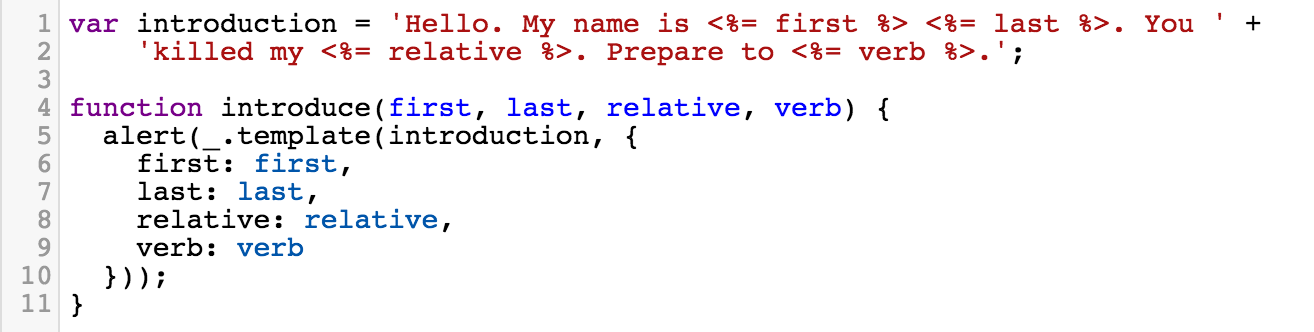 1 var introduction = 'Hello. My name is <%= first %> <%= last %>. You ' +
2     'killed my <%= relative %>. Prepare to <%= verb %>.';
3
4 function introduce(first, last, relative, verb) {
5   alert(_.template(introduction, {
6     first: first,
7     last: last,
8     relative: relative,
9     verb: verb
10   }));
11 }